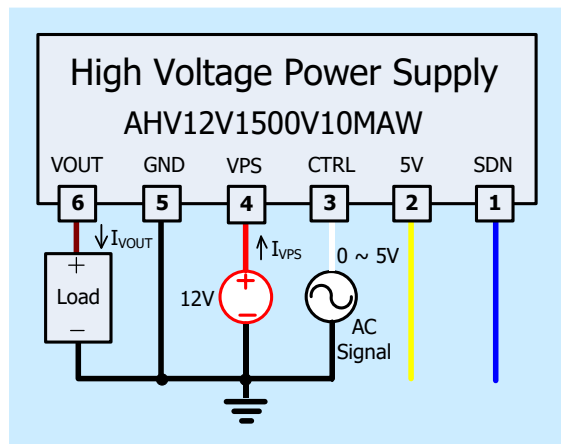 High Voltage Power Supply
AHV12V1500V10MAW
VOUT GND VPS CTRL 5V SDN
6 5 4 3 2 1
IVOUT IVPS 0 ~ 5V
+ +
Load 12V
− −
AC
Signal